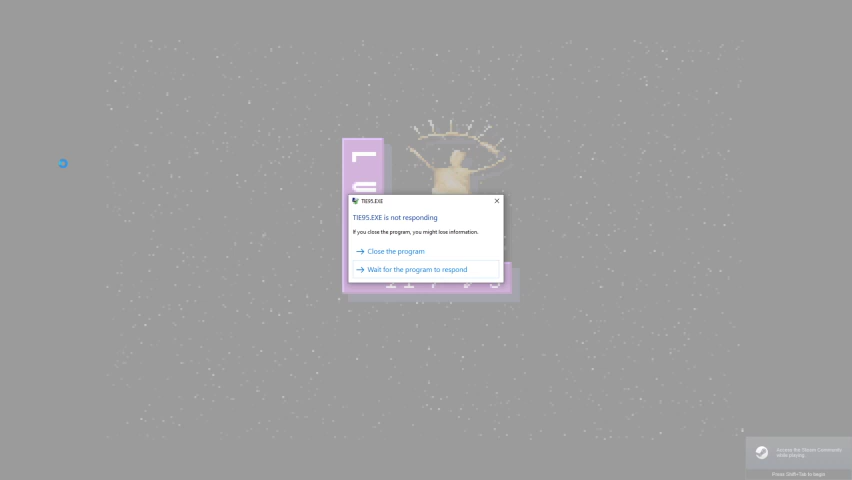 TIE95.EXE
TIE95.EXE is not responding
If you close the program, you might lose information.
Close the program
Wait for the program to respond
Access the Steam Community
while playing.
Press Shift+Tab to begin